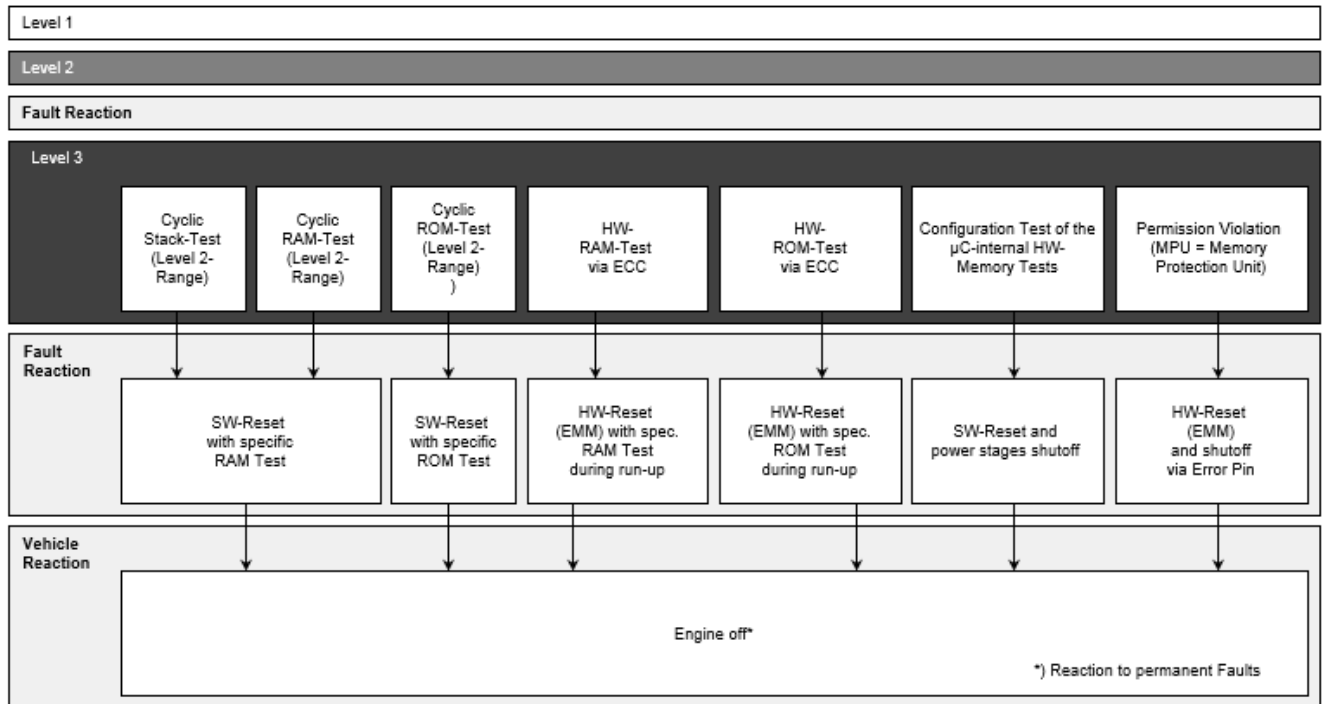 Level 1
Level 2
Fault Reaction
Level 3
Cyclic
Stack-Test
(Level 2-
Range)
Cyclic
RAM-Test
(Level 2-
Range)
Cyclic
ROM-Test
(Level 2-
Range)
)
HW-
RAM-Test
via ECC
HW-
ROM-Test
via ECC
Configuration Test of the
µC-internal HW-
Memory Tests
Permission Violation
(MPU = Memory
Protection Unit)
Fault
Reaction
SW-Reset
with specific
RAM Test
SW-Reset
with specific
ROM Test
HW-Reset
(EMM) with spec.
RAM Test
during run-up
HW-Reset
(EMM) with spec.
ROM Test
during run-up
SW-Reset and
power stages shutoff
HW-Reset
(EMM)
and shutoff
via Error Pin
Vehicle
Reaction
Engine off*
*) Reaction to permanent Faults